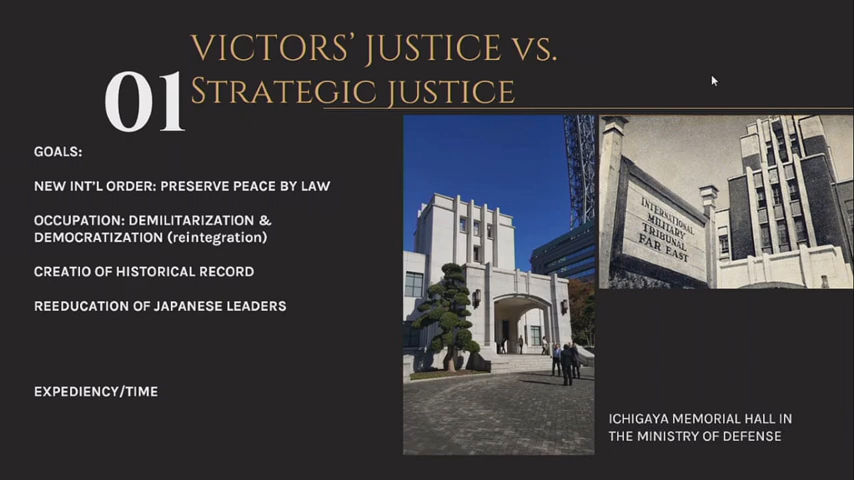 01
VICTORS’ JUSTICE vs.
STRATEGIC JUSTICE
GOALS:
NEW INT’L ORDER: PRESERVE PEACE BY LAW
OCCUPATION: DEMILITARIZATION &
DEMOCRATIZATION (reintegration)
CREATIO OF HISTORICAL RECORD
REEDUCATION OF JAPANESE LEADERS
EXPEDIENCY/TIME
INTERNATIONAL
MILITARY
TRIBUNAL
FAR EAST
ICHIGAYA MEMORIAL HALL IN
THE MINISTRY OF DEFENSE